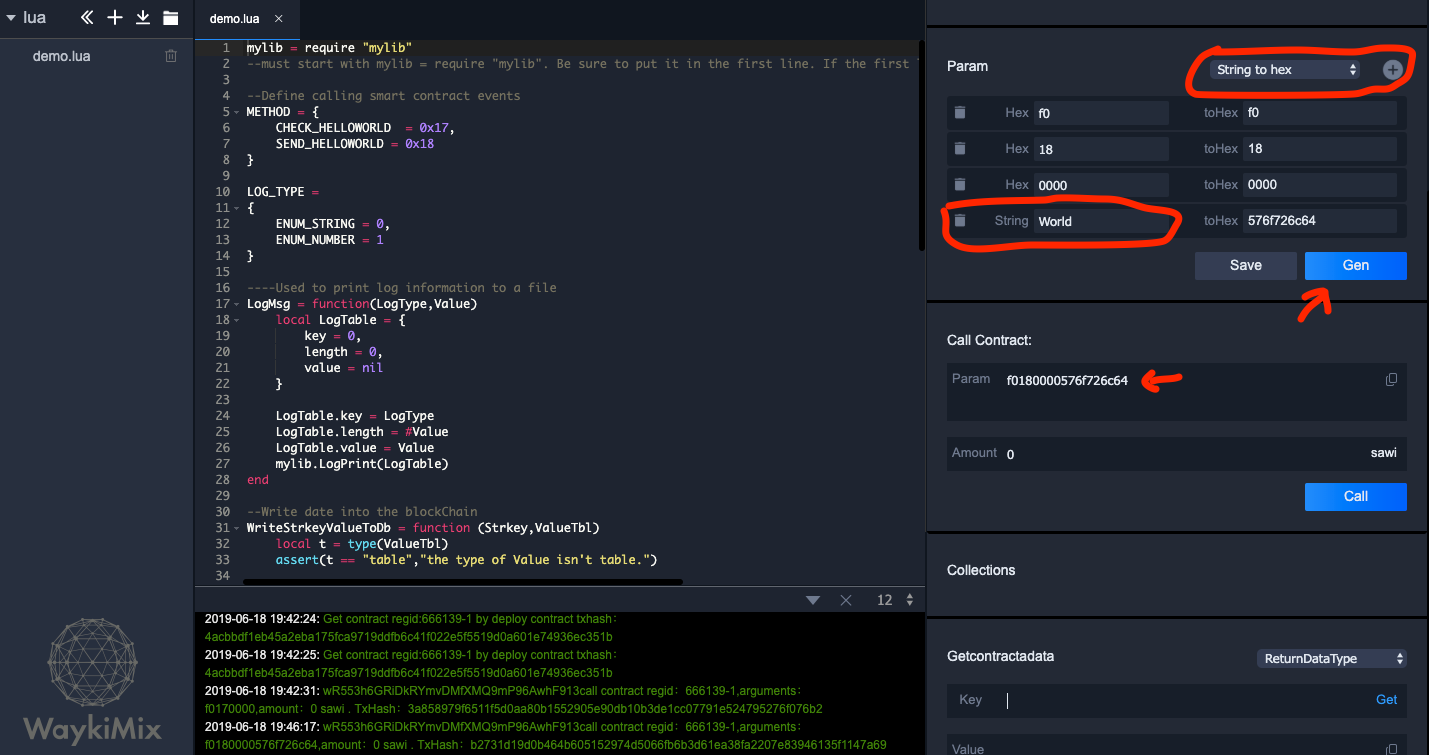 lua
demo.lua
demo.lua ×
1 mylib = require "mylib"
2 --must start with mylib = require "mylib". Be sure to put it in the first line. If the first
3
4 --Define calling smart contract events
5 METHOD = {
6 CHECK_HELLOWORLD = 0x17,
7 SEND_HELLOWORLD = 0x18
8 }
9
10 LOG_TYPE =
11 {
12 ENUM_STRING = 0,
13 ENUM_NUMBER = 1
14 }
15
16 ----Used to print log information to a file
17 LogMsg = function(LogType,Value)
18 local LogTable = {
19 key = 0,
20 length = 0,
21 value = nil
22 }
23
24 LogTable.key = LogType
25 LogTable.length = #Value
26 LogTable.value = Value
27 mylib.LogPrint(LogTable)
28 end
29
30 --Write date into the blockChain
31 WriteStrkeyValueToDb = function (Strkey,ValueTbl)
32 local t = type(ValueTbl)
33 assert(t == "table","the type of Value isn't table.")
34
12
2019-06-18 19:42:24: Get contract regid:666139-1 by deploy contract txhash：
4acbbdf1eb45a2eba175fca9719ddfb6c41f022e5f5519d0a601e74936ec351b
2019-06-18 19:42:25: Get contract regid:666139-1 by deploy contract txhash：
4acbbdf1eb45a2eba175fca9719ddfb6c41f022e5f5519d0a601e74936ec351b
2019-06-18 19:42:31: wR553h6GRiDkRYmvDMfXMQ9mP96AwhF913call contract regid：666139-1,arguments：
f0170000,amount：0 sawi . TxHash：3a858979f6511f5d0aa80b1552905e90db10b3de1cc07791e524795276f076b2
2019-06-18 19:46:17: wR553h6GRiDkRYmvDMfXMQ9mP96AwhF913call contract regid：666139-1,arguments：
f0180000576f726c64,amount：0 sawi . TxHash：b2731d19d0b464b605152974d5066fb6b3d61ea38fa2207e83946135f1147a69
WaykiMix
Param String to hex
Hex f0 toHex f0
Hex 18 toHex 18
Hex 0000 toHex 0000
String World toHex 576f726c64
Save Gen
Call Contract:
Param f0180000576f726c64
Amount 0 sawi
Call
Collections
Getcontractadata ReturnDataType
Key Get
Value